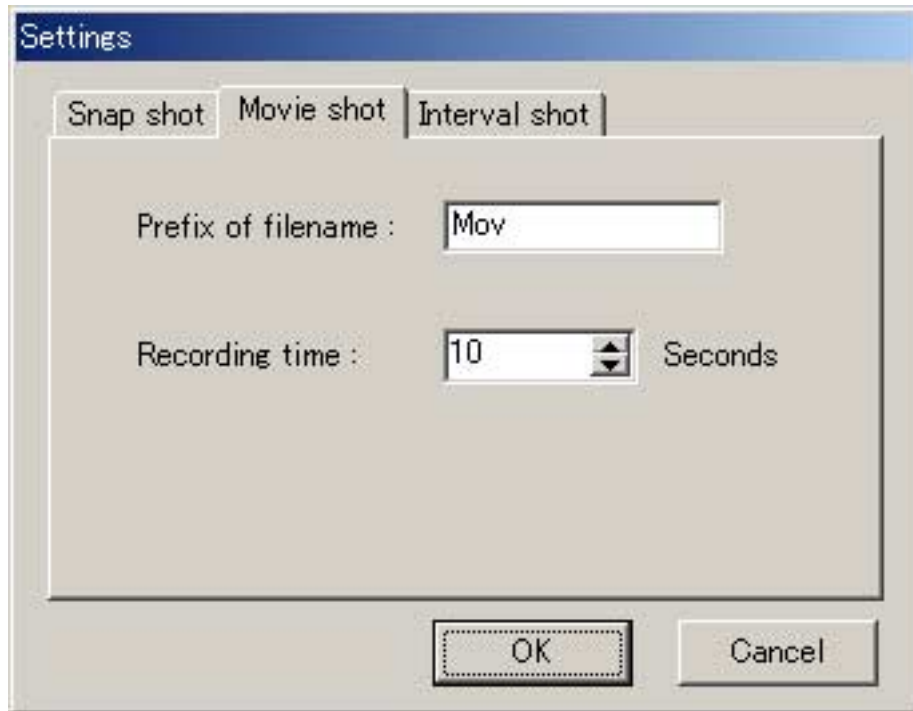 Settings
Snap shot Movie shot Interval shot
Prefix of filename : Mov
Recording time : 10 Seconds
OK Cancel